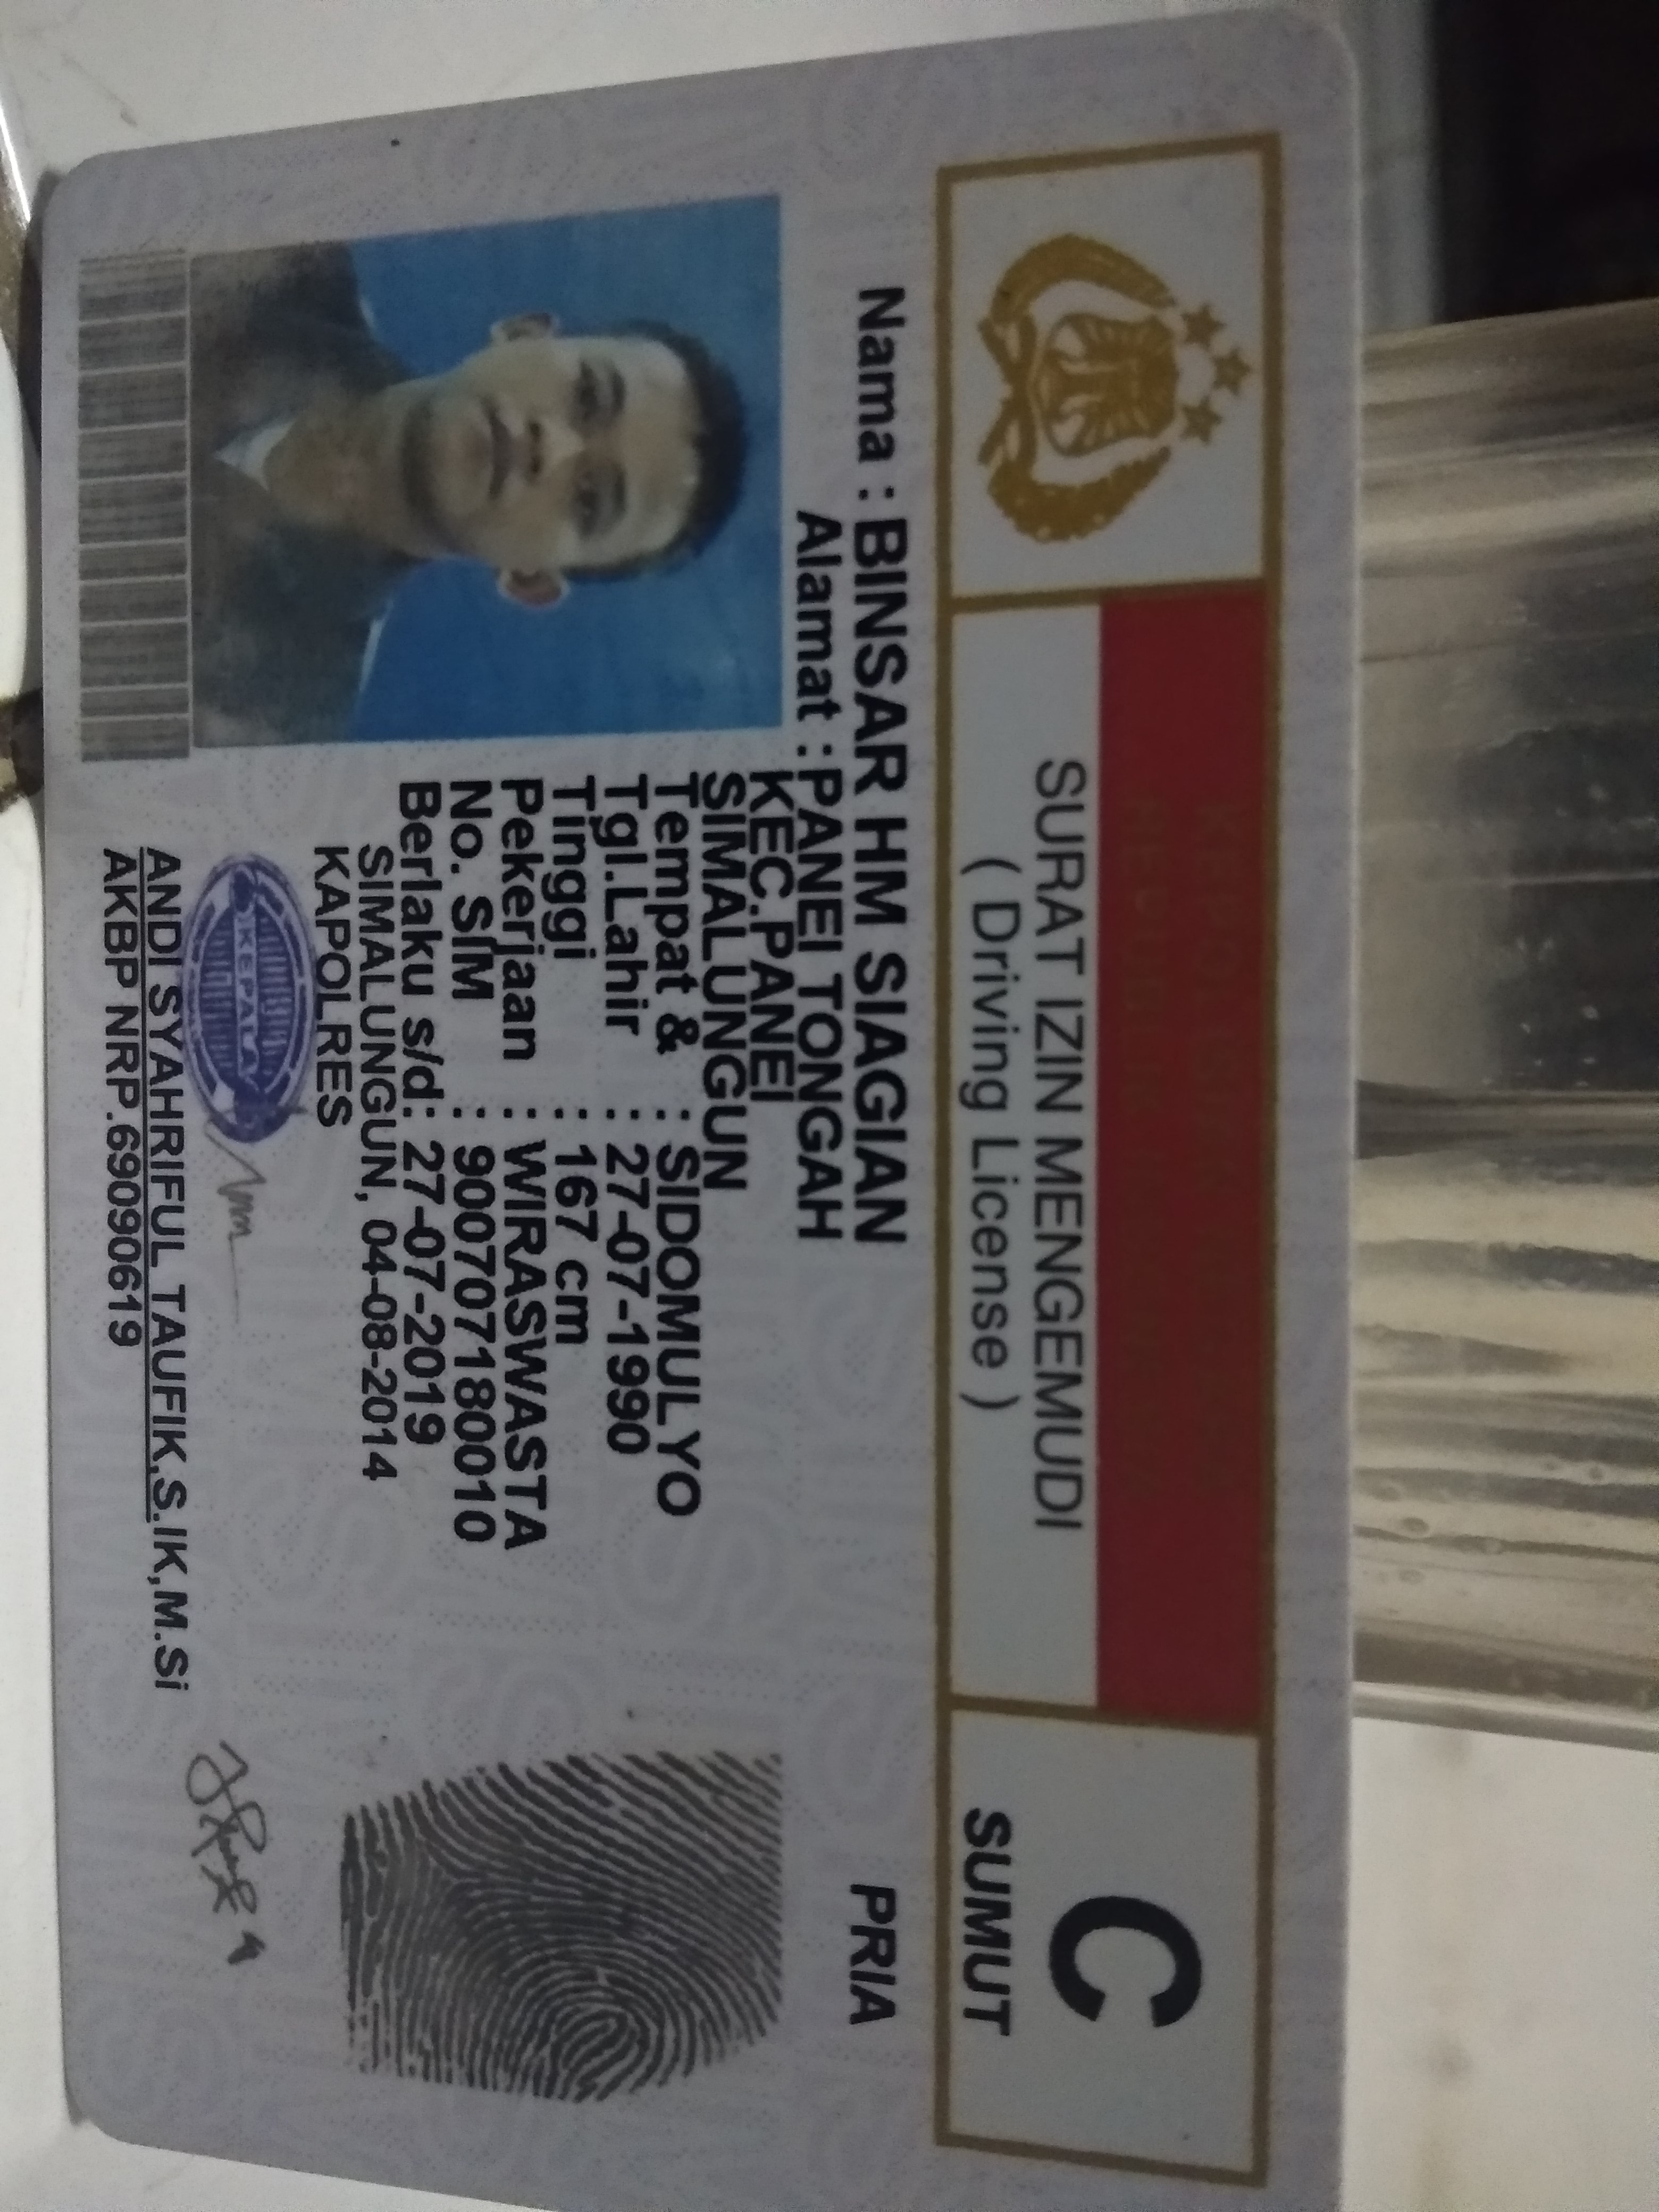 SURAT IZIN MENGEMUDI
( Driving License )
C
SUMUT
Nama : BINSAR HM SIAGIAN
PRIA
Alamat : PANEI TONGAH
KEC.PANEI
SIMALUNGUN
Tempat & : SIDOMULYO
Tgl.Lahir : 27-07-1990
Tinggi : 167 cm
Pekerjaan : WIRASWASTA
No. SIM : 900707180010
Berlaku s/d: 27-07-2019
SIMALUNGUN, 04-08-2014
KAPOLRES
KEPALA
ANDI SYAHRIFUL TAUFIK,S.IK,M.Si
AKBP NRP.69090619